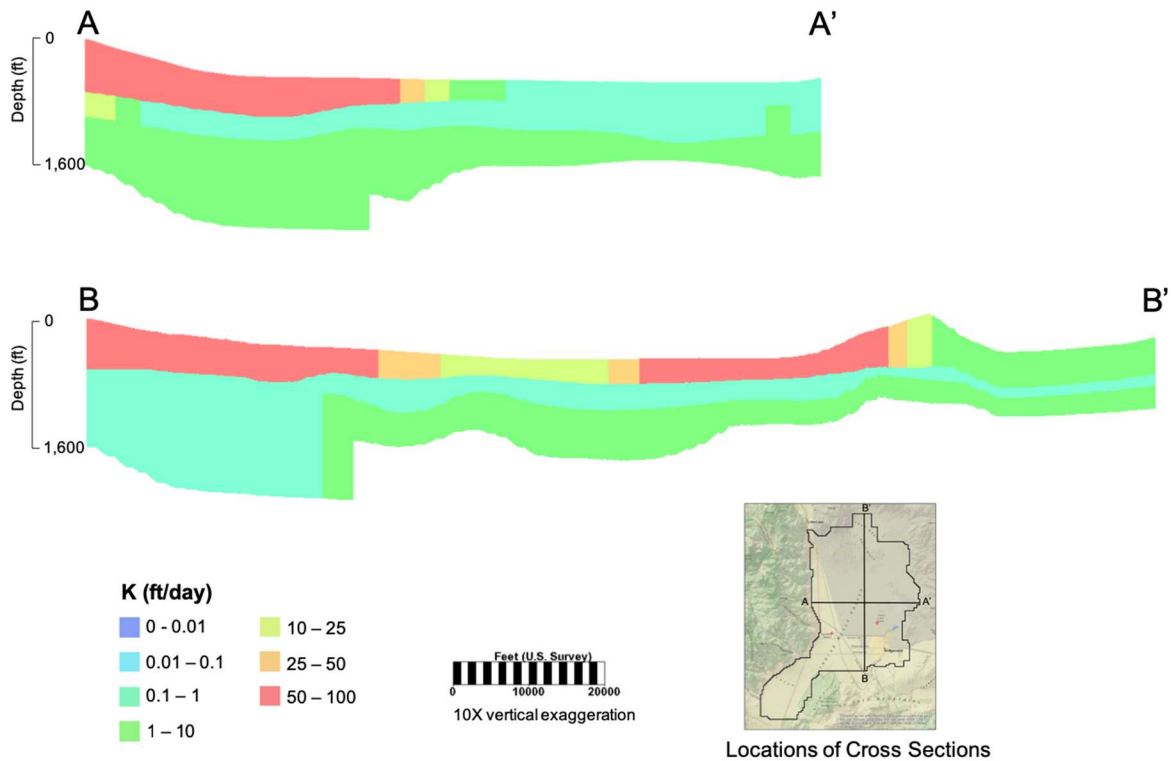 A A’
0
Depth (ft)
1,600
B B’
0
Depth (ft)
1,600
K (ft/day)
0 - 0.01
0.01 – 0.1
0.1 – 1
1 – 10
10 – 25
25 – 50
50 – 100
Feet (U.S. Survey)
0 10000 20000
10X vertical exaggeration
B'
A A'
B
Locations of Cross Sections